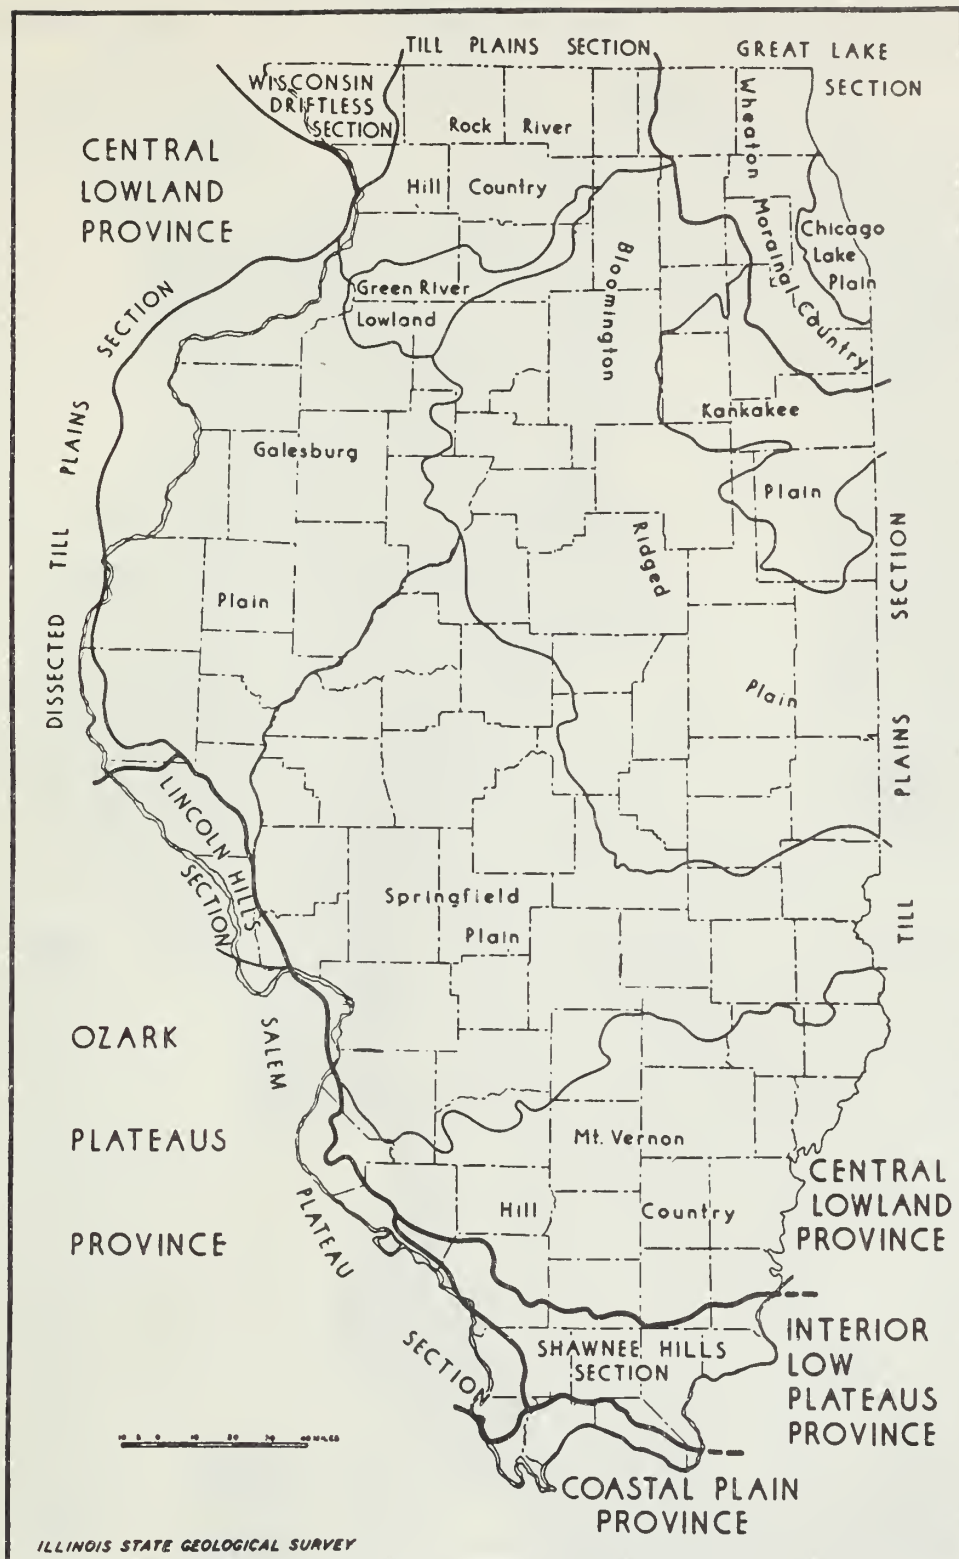 TILL PLAINS SECTION
GREAT LAKE
SECTION
WISCONSIN
DRIFTLESS
SECTION
CENTRAL
LOWLAND
PROVINCE
Rock River
Hill Country
Wheaton
Morainal Country
Chicago
Lake
Plain
Green River
Lowland
Bloomington
Ridged
Plain
Kankakee
Plain
Galesburg
Plain
DISSECTED TILL PLAINS SECTION
TILL PLAINS SECTION
LINCOLN HILLS
SECTION
Springfield
Plain
OZARK
PLATEAUS
PROVINCE
SALEM
PLATEAU
SECTION
Mt. Vernon
Hill Country
CENTRAL
LOWLAND
PROVINCE
SHAWNEE HILLS
SECTION
INTERIOR
LOW
PLATEAUS
PROVINCE
COASTAL PLAIN
PROVINCE
ILLINOIS STATE GEOLOGICAL SURVEY